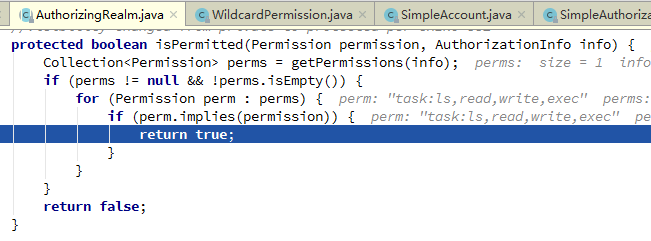 AuthorizingRealm.java × WildcardPermission.java × SimpleAccount.java × SimpleAuthoriza
protected boolean isPermitted(Permission permission, AuthorizationInfo info) {
Collection<Permission> perms = getPermissions(info); perms: size = 1 info
if (perms != null && !perms.isEmpty()) {
for (Permission perm : perms) { perm: "task:ls,read,write,exec" perms:
if (perm.implies(permission)) { perm: "task:ls,read,write,exec" pe
return true;
}
}
}
return false;
}